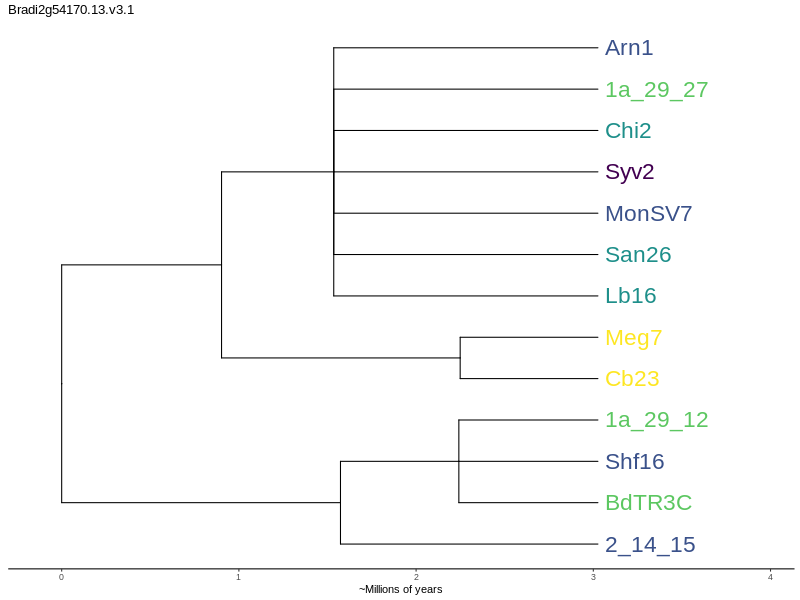 Bradi2g54170.13.v3.1
Arn1
1a_29_27
Chi2
Syv2
MonSV7
San26
Lb16
Meg7
Cb23
1a_29_12
Shf16
BdTR3C
2_14_15
0 1 2 3 4
~Millions of years